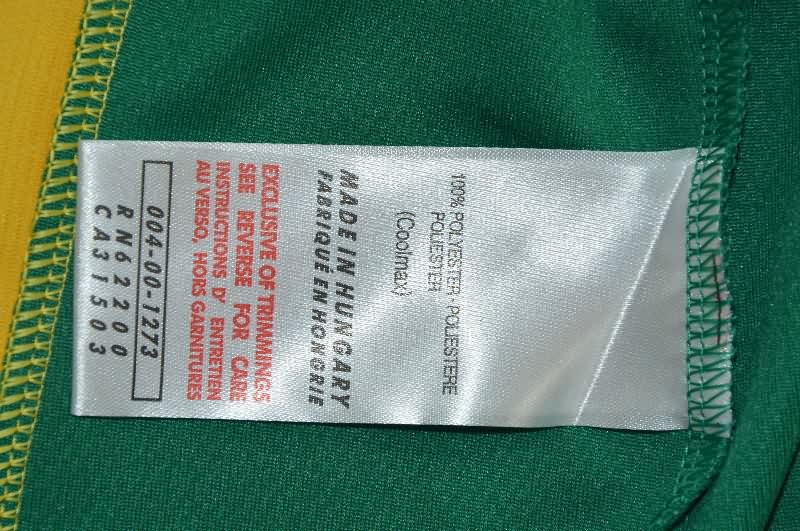 100% POLYESTER - POLIESTERE
POLIESTER
(Coolmax)
MADE IN HUNGARY
FABRIQUÉ EN HONGRIE
EXCLUSIVE OF TRIMMINGS
SEE REVERSE FOR CARE
INSTRUCTIONS D' ENTRETIEN
AU VERSO, HORS GARNITURES
004-00-1273
RN62200
CA31503